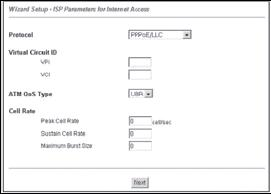 Wizard Setup - ISP Parameters for Internet Access
Protocol PPPoE/LLC
Virtual Circuit ID
VPI
VCI
ATM QoS Type UBR
Cell Rate
Peak Cell Rate 0 cell/sec
Sustain Cell Rate 0
Maximum Burst Size 0
Next